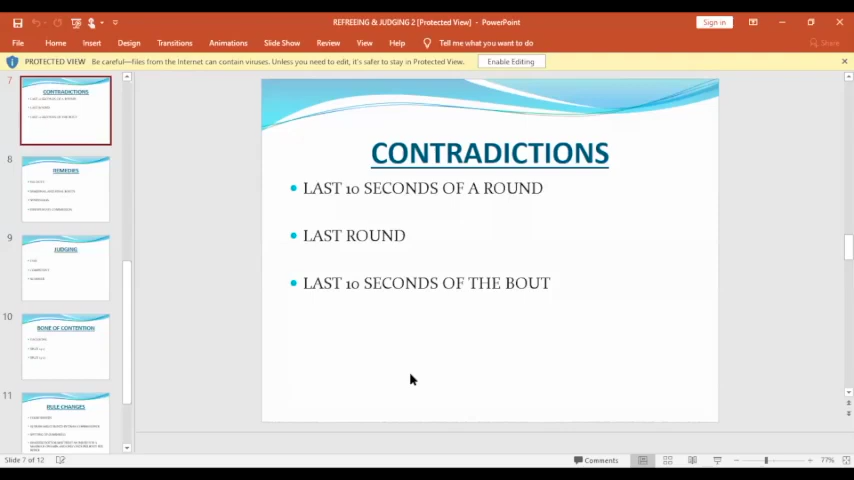 REFREEING & JUDGING 2 [Protected View] - PowerPoint
Sign in
File Home Insert Design Transitions Animations Slide Show Review View Help Tell me what you want to do Share
PROTECTED VIEW Be careful—files from the Internet can contain viruses. Unless you need to edit, it's safer to stay in Protected View. Enable Editing
7
CONTRADICTIONS
8
REMEDIES
9
JUDGING
10
BONE OF CONTENTION
11
RULE CHANGES
CONTRADICTIONS
• LAST 10 SECONDS OF A ROUND
• LAST ROUND
• LAST 10 SECONDS OF THE BOUT
Slide 7 of 12
Comments
77%